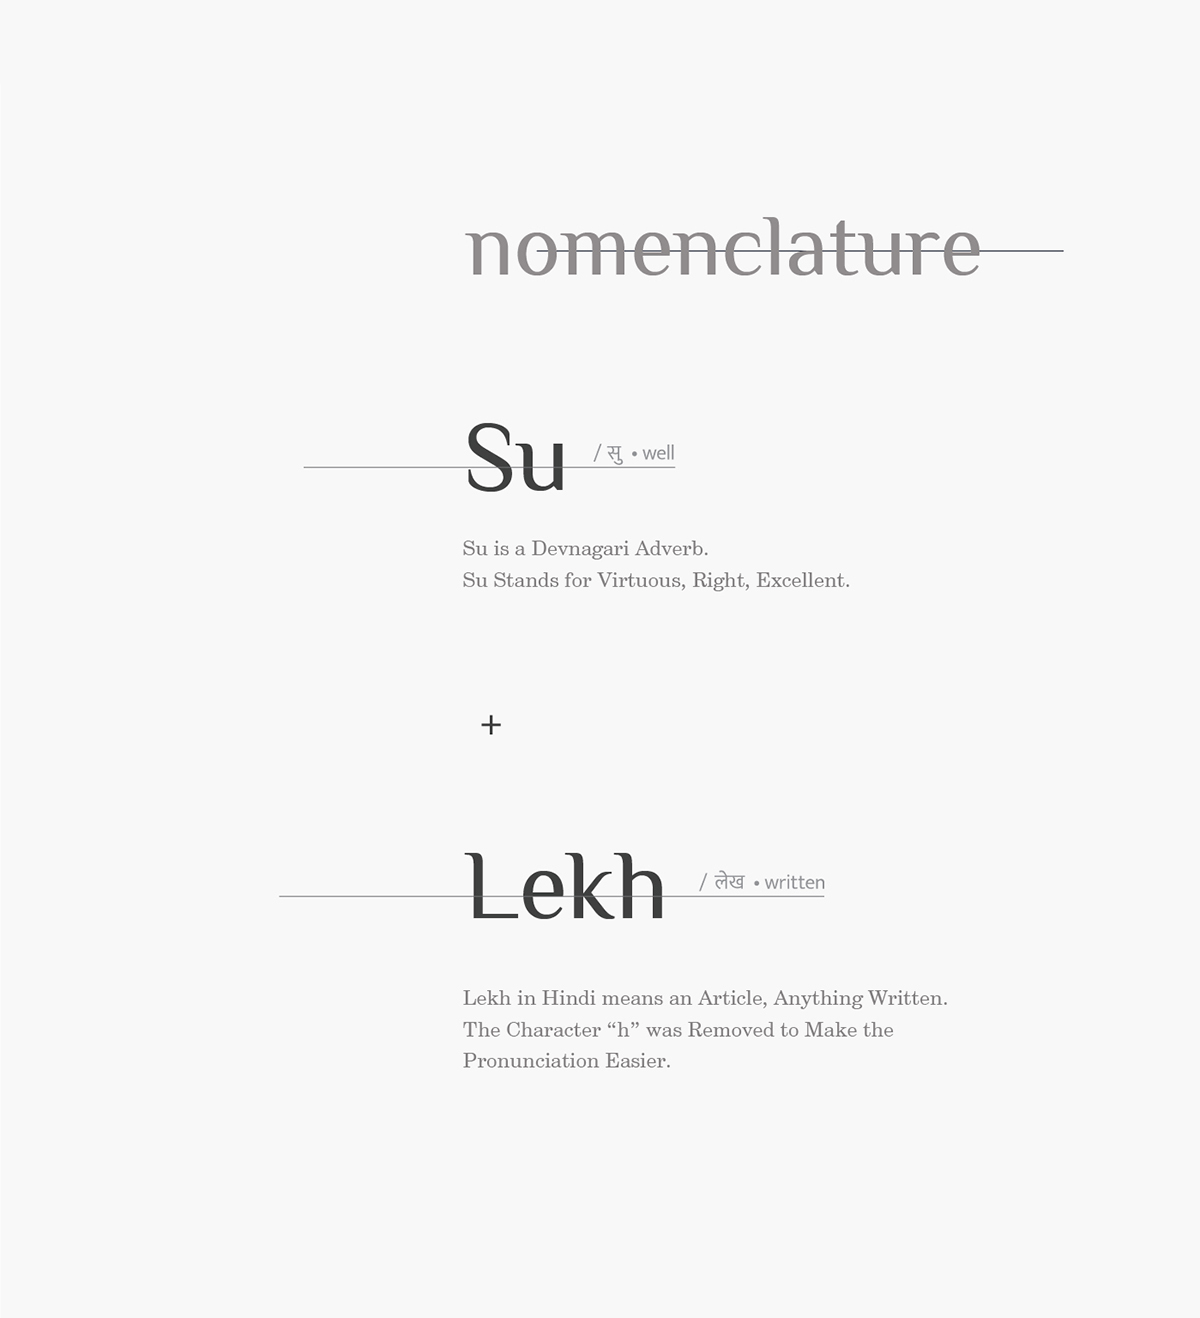 nomenclature
Su / सु • well
Su is a Devnagari Adverb.
Su Stands for Virtuous, Right, Excellent.
+
Lekh / लेख • written
Lekh in Hindi means an Article, Anything Written.
The Character “h” was Removed to Make the
Pronunciation Easier.